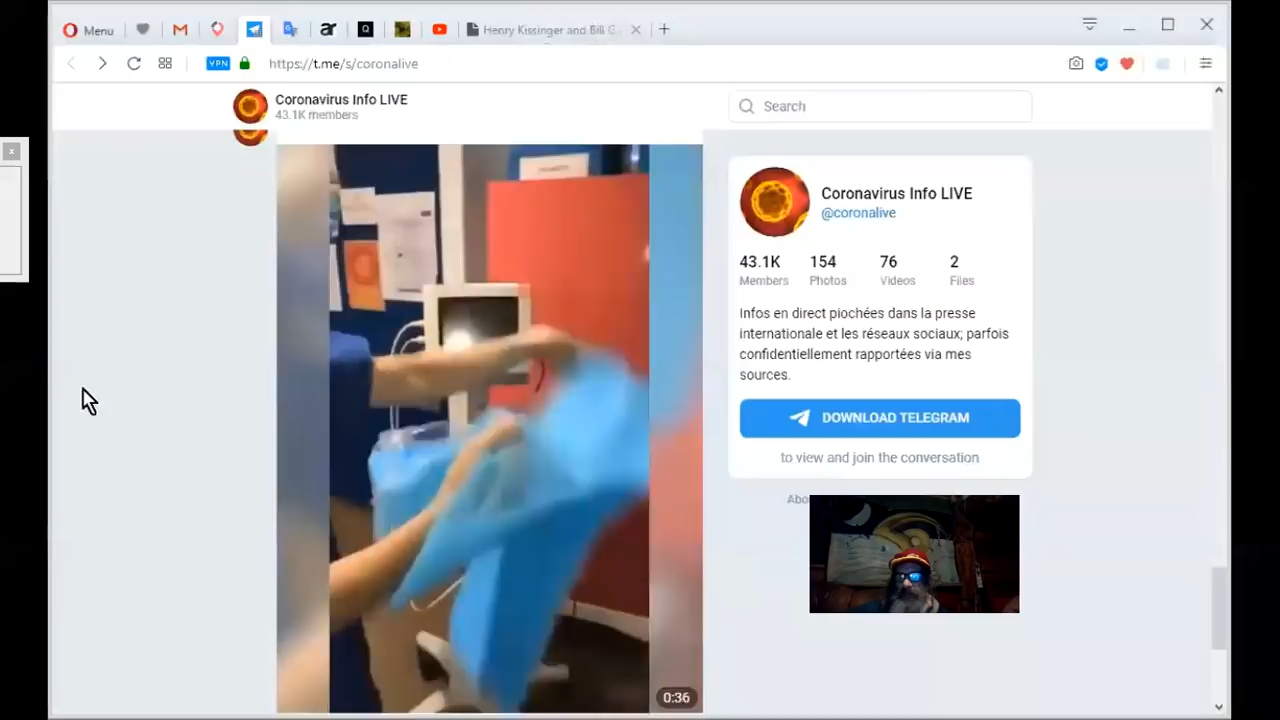 Menu
Henry Kissinger and Bill G
VPN
https://t.me/s/coronalive
Coronavirus Info LIVE
43.1K members
Search
Coronavirus Info LIVE
@coronalive
43.1K 154 76 2
Members Photos Videos Files
Infos en direct piochées dans la presse
internationale et les réseaux sociaux; parfois
confidentiellement rapportées via mes
sources.
DOWNLOAD TELEGRAM
to view and join the conversation
Abo
0:36